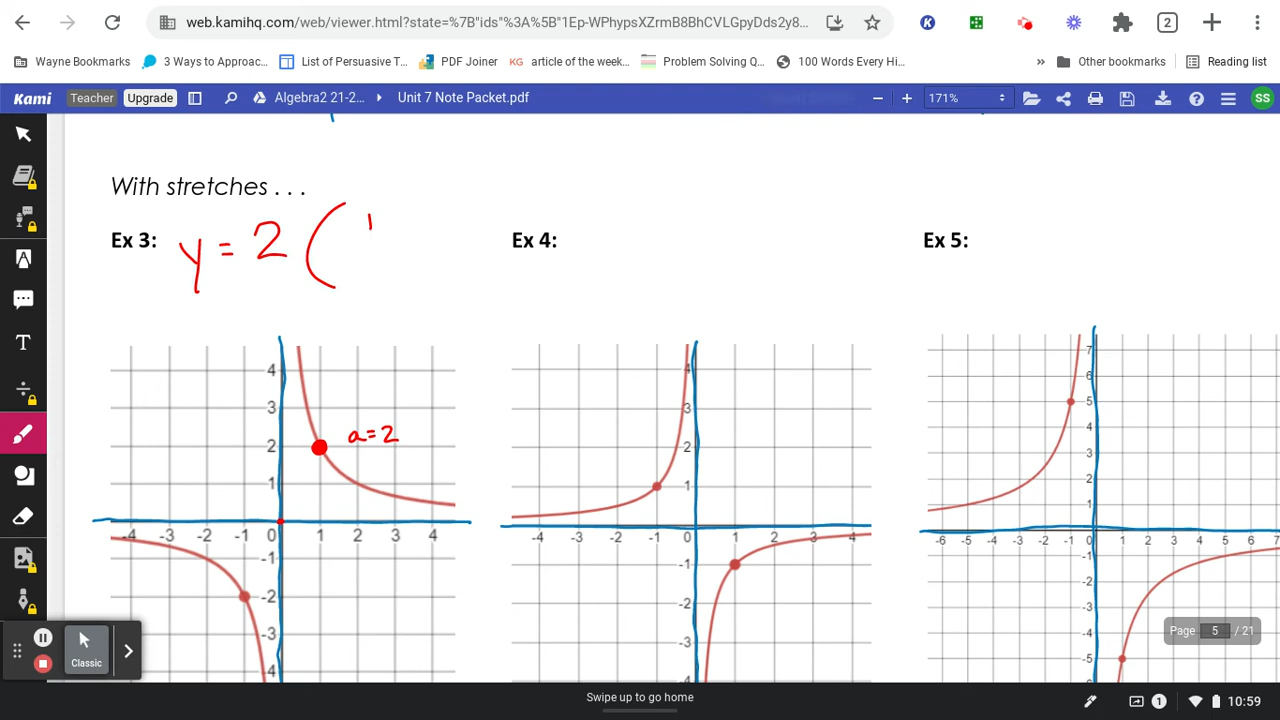 web.kamihq.com/web/viewer.html?state=%7B"ids"%3A%5B"1Ep-WPhypsXZrmB8BhCVLGpyDds2y8...
2
Wayne Bookmarks
3 Ways to Approac...
List of Persuasive T...
PDF Joiner
KG article of the week...
Problem Solving Q...
100 Words Every Hi...
»
Other bookmarks
Reading list
Kami Teacher Upgrade
Algebra2 21-2... Unit 7 Note Packet.pdf
171%
SS
With stretches . . .
Ex 3: y = 2 (
Ex 4:
Ex 5:
4
3
2
1
-4 -3 -2 -1 0 1 2 3 4
-1
-2
-3
4
a=2
4
3
2
1
-4 -3 -2 -1 0 1 2 3 4
-1
-2
-3
7
6
5
4
3
2
1
-6 -5 -4 -3 -2 -1 0 1 2 3 4 5 6 7
-1
-2
-3
-4
-5
Page 5 / 21
Classic
Swipe up to go home
1
10:59